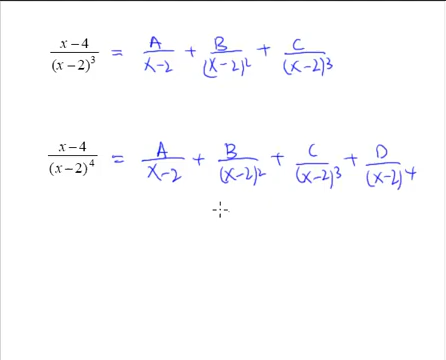 x−4/(x−2)³ = A/x−2 + B/(x−2)² + C/(x−2)³
x−4/(x−2)⁴ = A/x−2 + B/(x−2)² + C/(x−2)³ + D/(x−2)⁴